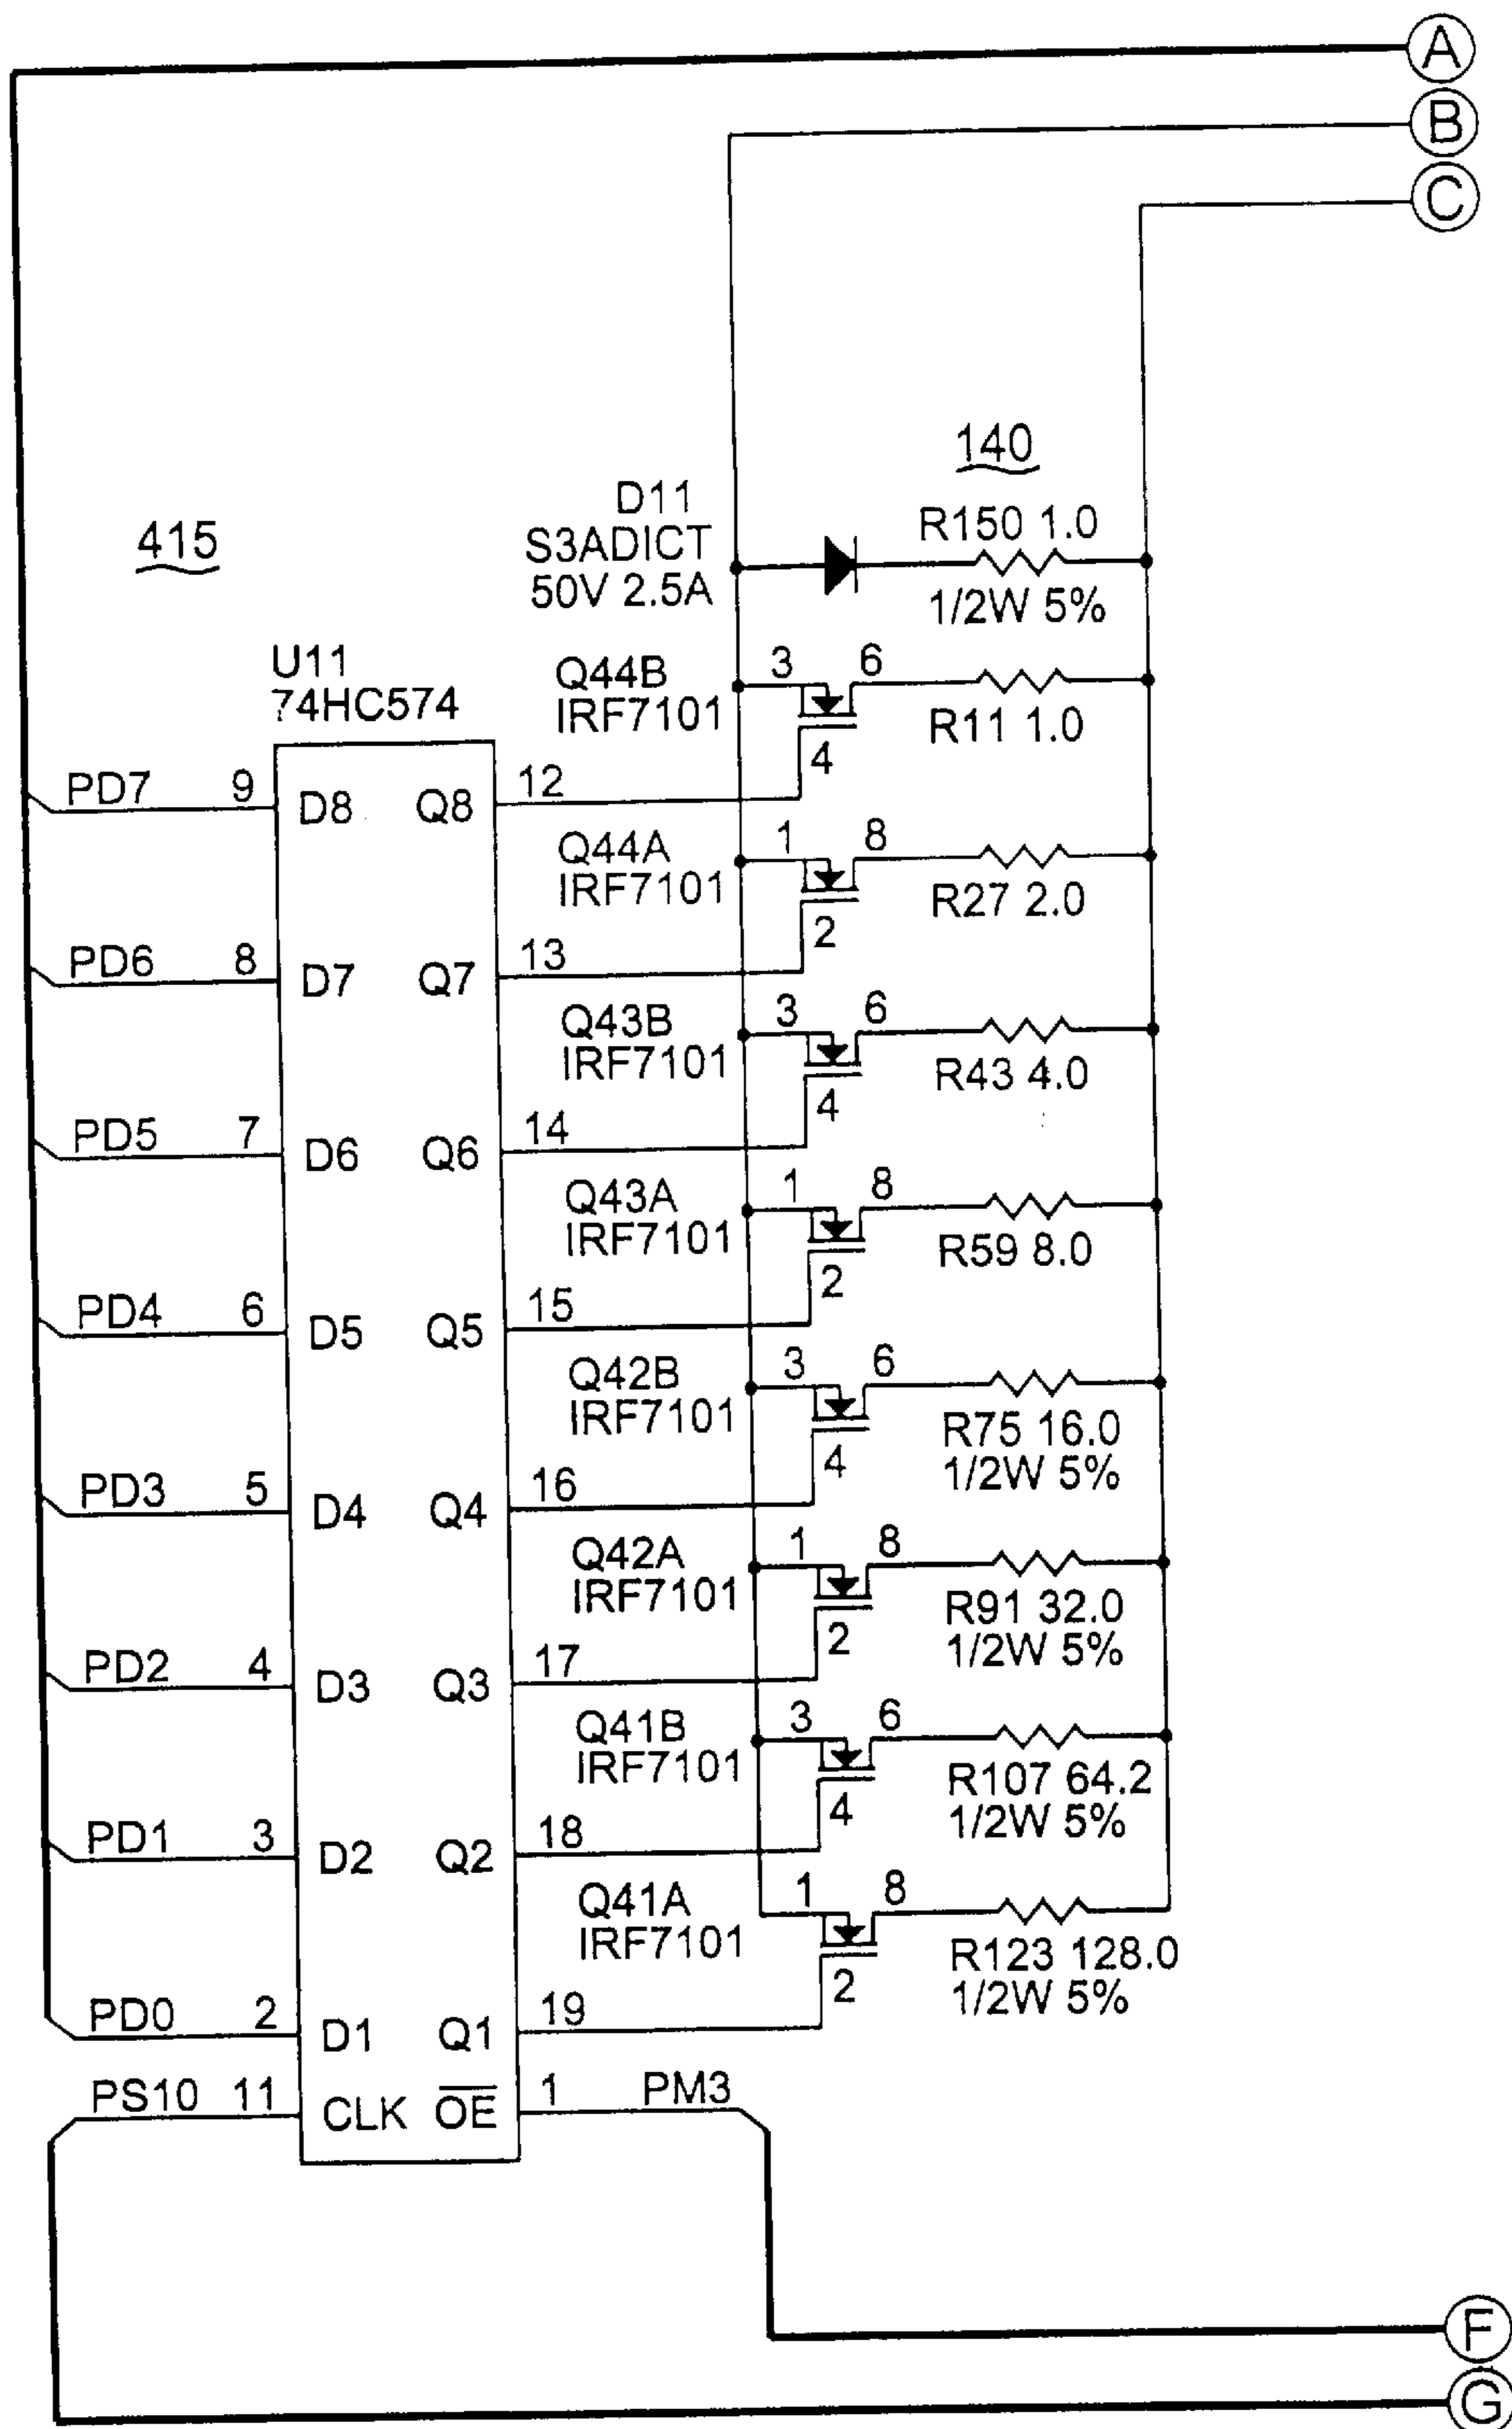 A
B
C
140
415
D11
S3ADICT
50V 2.5A
R150 1.0
1/2W 5%
U11
74HC574
Q44B
IRF7101
3
6
4
R11 1.0
PD7
9
D8
Q8
12
Q44A
IRF7101
1
8
2
R27 2.0
PD6
8
D7
Q7
13
Q43B
IRF7101
3
6
4
R43 4.0
PD5
7
D6
Q6
14
Q43A
IRF7101
1
8
2
R59 8.0
PD4
6
D5
Q5
15
Q42B
IRF7101
3
6
4
R75 16.0
1/2W 5%
PD3
5
D4
Q4
16
Q42A
IRF7101
1
8
2
R91 32.0
1/2W 5%
PD2
4
D3
Q3
17
Q41B
IRF7101
3
6
4
R107 64.2
1/2W 5%
PD1
3
D2
Q2
18
Q41A
IRF7101
1
8
2
R123 128.0
1/2W 5%
PD0
2
D1
Q1
19
PS10
11
CLK
OE
1
PM3
F
G